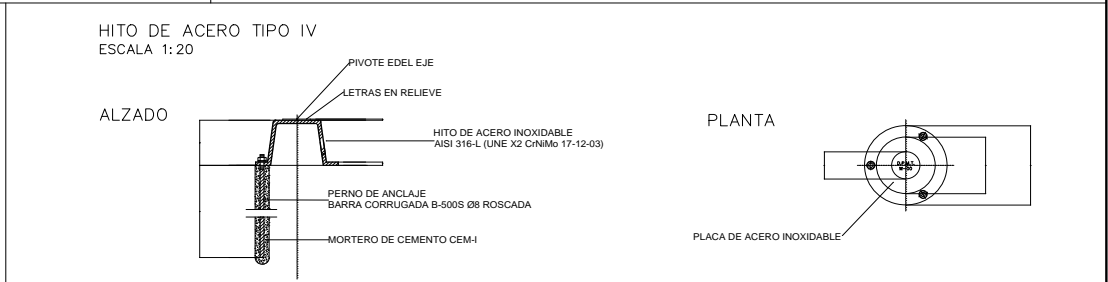 HITO DE ACERO TIPO IV
ESCALA 1:20
ALZADO
PIVOTE EDEL EJE
LETRAS EN RELIEVE
HITO DE ACERO INOXIDABLE
AISI 316-L (UNE X2 CrNiMo 17-12-03)
PERNO DE ANCLAJE
BARRA CORRUGADA B-500S Ø8 ROSCADA
MORTERO DE CEMENTO CEM-I
PLANTA
PLACA DE ACERO INOXIDABLE